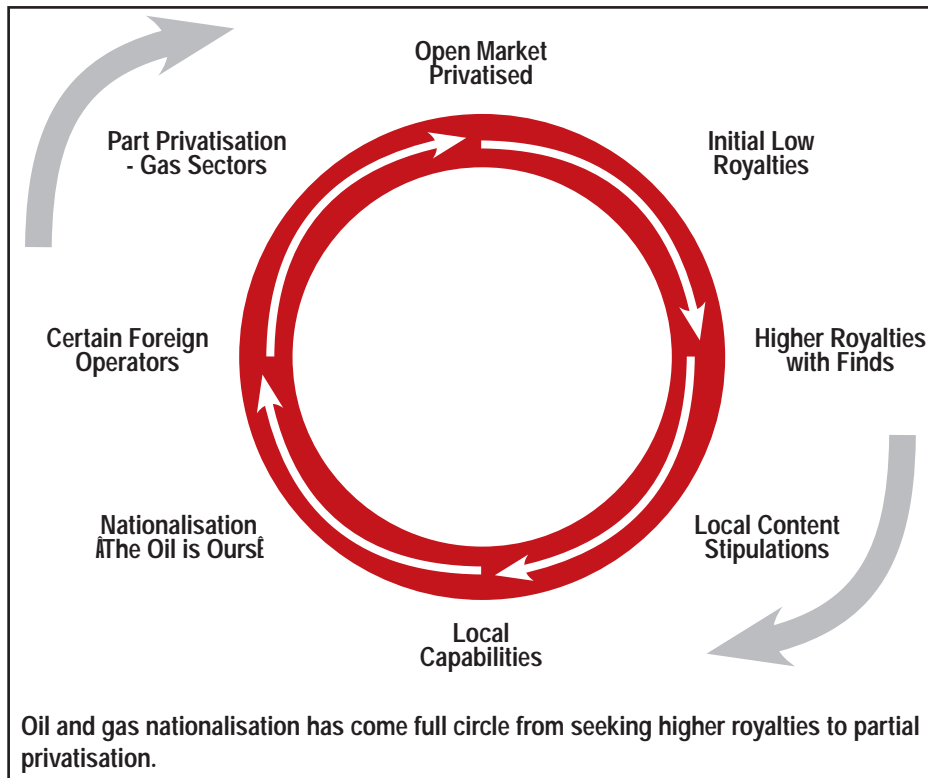 Open Market
Privatised
Initial Low
Royalties
Higher Royalties
with Finds
Local Content
Stipulations
Local
Capabilities
Nationalisation
ÂThe Oil is OursÊ
Certain Foreign
Operators
Part Privatisation
- Gas Sectors
Oil and gas nationalisation has come full circle from seeking higher royalties to partial
privatisation.